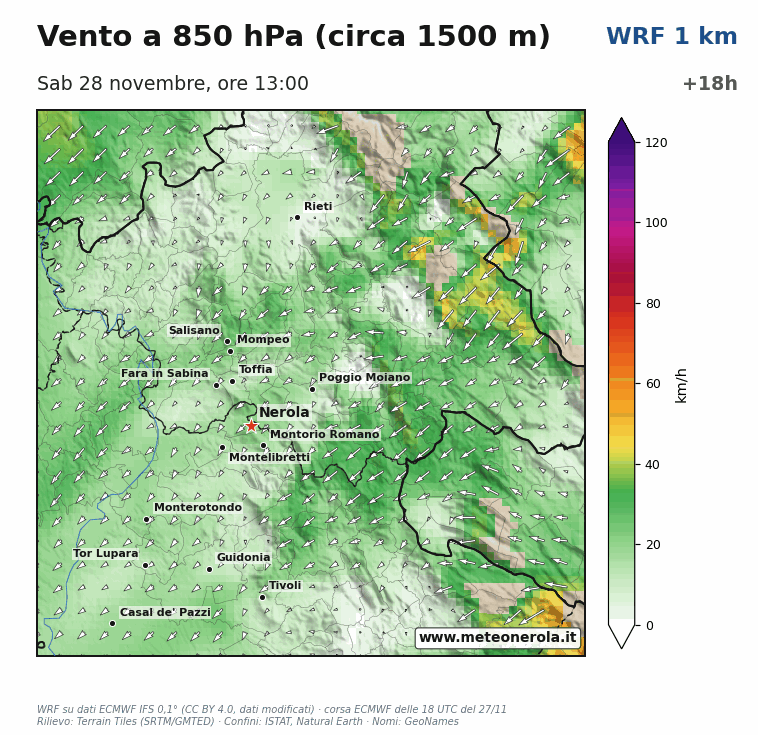 Vento a 850 hPa (circa 1500 m)
WRF 1 km
Sab 28 novembre, ore 13:00
+18h
Rieti
Salisano
Mompeo
Toffia
Fara in Sabina
Poggio Moiano
Nerola
Montorio Romano
Montelibretti
Monterotondo
Tor Lupara
Guidonia
Tivoli
Casal de' Pazzi
www.meteonerola.it
120
100
80
60
40
20
0
km/h
WRF su dati ECMWF IFS 0,1° (CC BY 4.0, dati modificati) · corsa ECMWF delle 18 UTC del 27/11
Rilievo: Terrain Tiles (SRTM/GMTED) · Confini: ISTAT, Natural Earth · Nomi: GeoNames